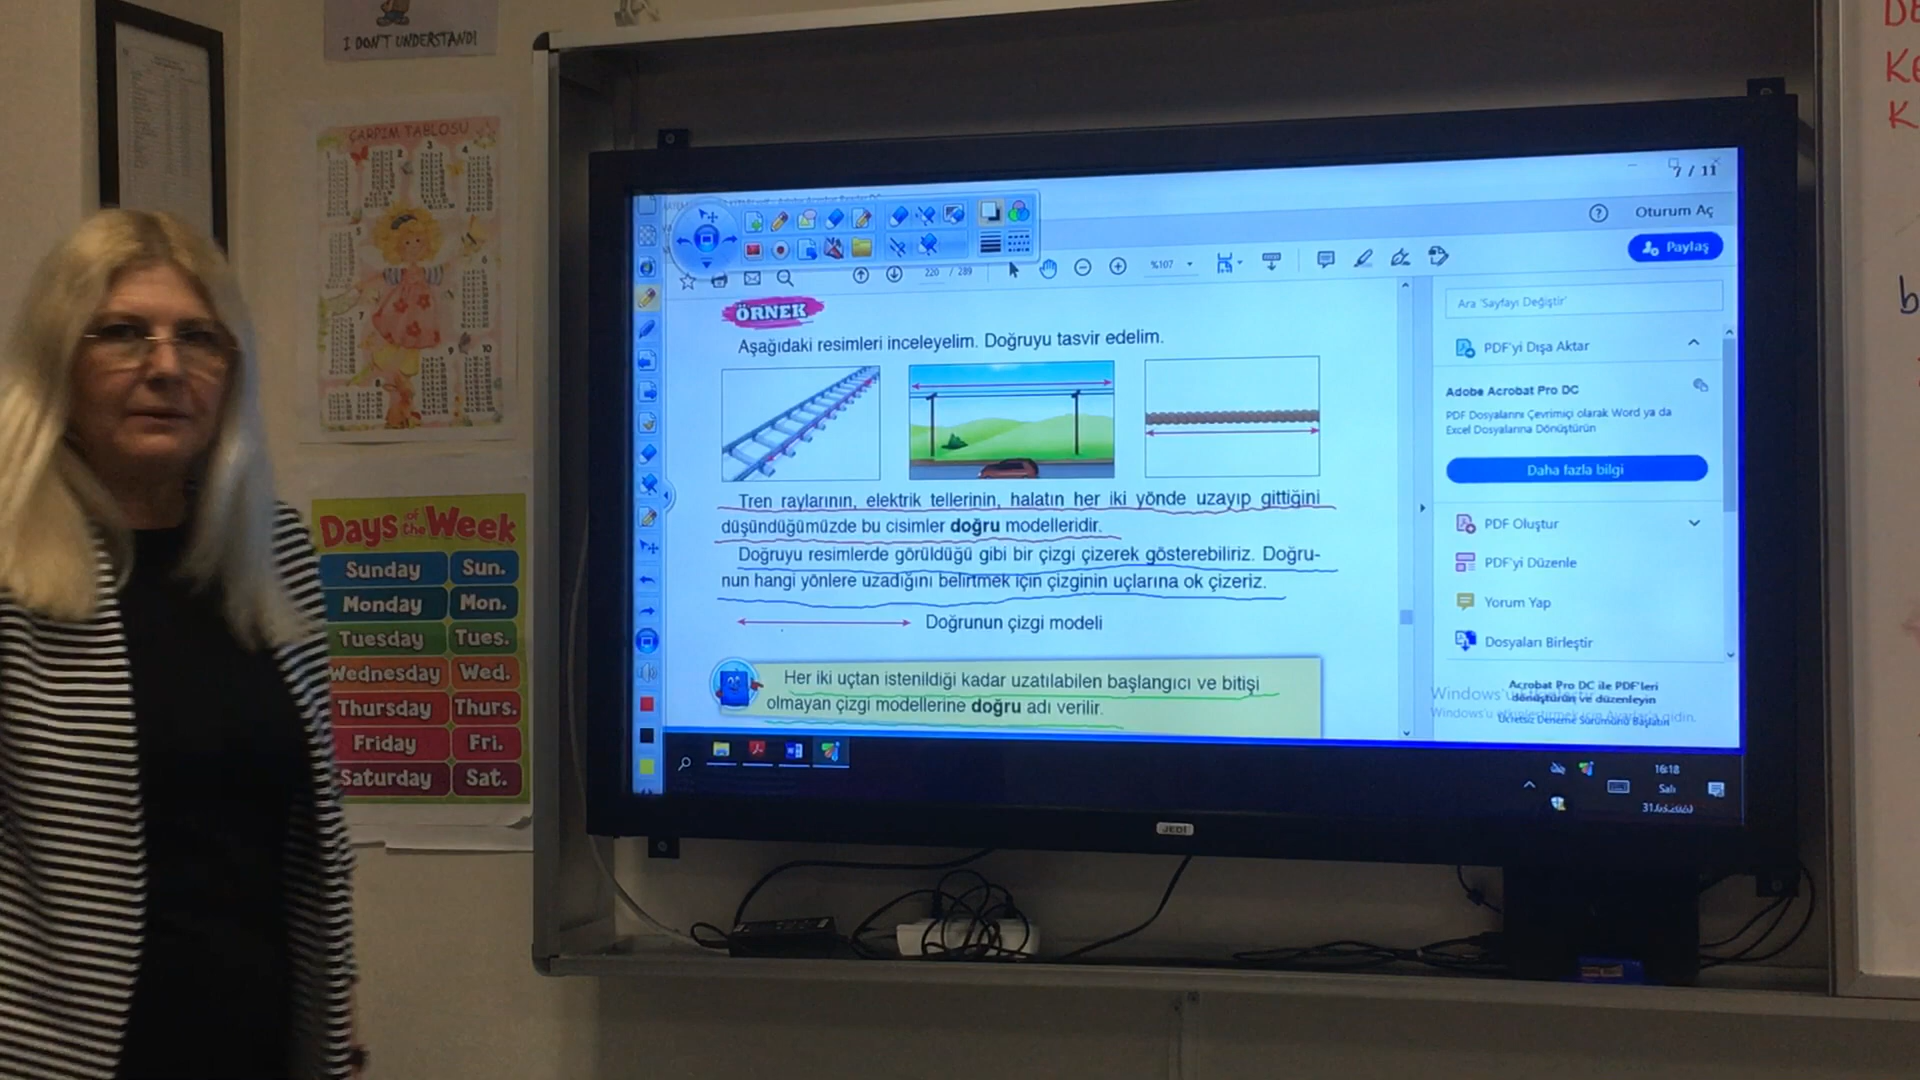 I DON'T UNDERSTAND!
ÇARPIM TABLOSU
Days of the Week
Sunday Sun.
Monday Mon.
Tuesday Tues.
Wednesday Wed.
Thursday Thurs.
Friday Fri.
Saturday Sat.
7 / 11
Oturum Aç
Paylaş
220 / 289
%107
ÖRNEK
Aşağıdaki resimleri inceleyelim. Doğruyu tasvir edelim.
Tren raylarının, elektrik tellerinin, halatın her iki yönde uzayıp gittiğini
düşündüğümüzde bu cisimler doğru modelleridir.
Doğruyu resimlerde görüldüğü gibi bir çizgi çizerek gösterebiliriz. Doğru-
nun hangi yönlere uzadığını belirtmek için çizginin uçlarına ok çizeriz.
Doğrunun çizgi modeli
Her iki uçtan istenildiği kadar uzatılabilen başlangıcı ve bitişi
olmayan çizgi modellerine doğru adı verilir.
Ara 'Sayfayı Değiştir'
PDF'yi Dışa Aktar
Adobe Acrobat Pro DC
PDF Dosyalarını Çevrimiçi olarak Word ya da
Excel Dosyalarına Dönüştürün
Daha fazla bilgi
PDF Oluştur
PDF'yi Düzenle
Yorum Yap
Dosyaları Birleştir
Acrobat Pro DC ile PDF'leri
dönüştürün ve düzenleyin
Ücretsiz Deneme Sürümünü Başlatın
16:18
Salı
JEDI